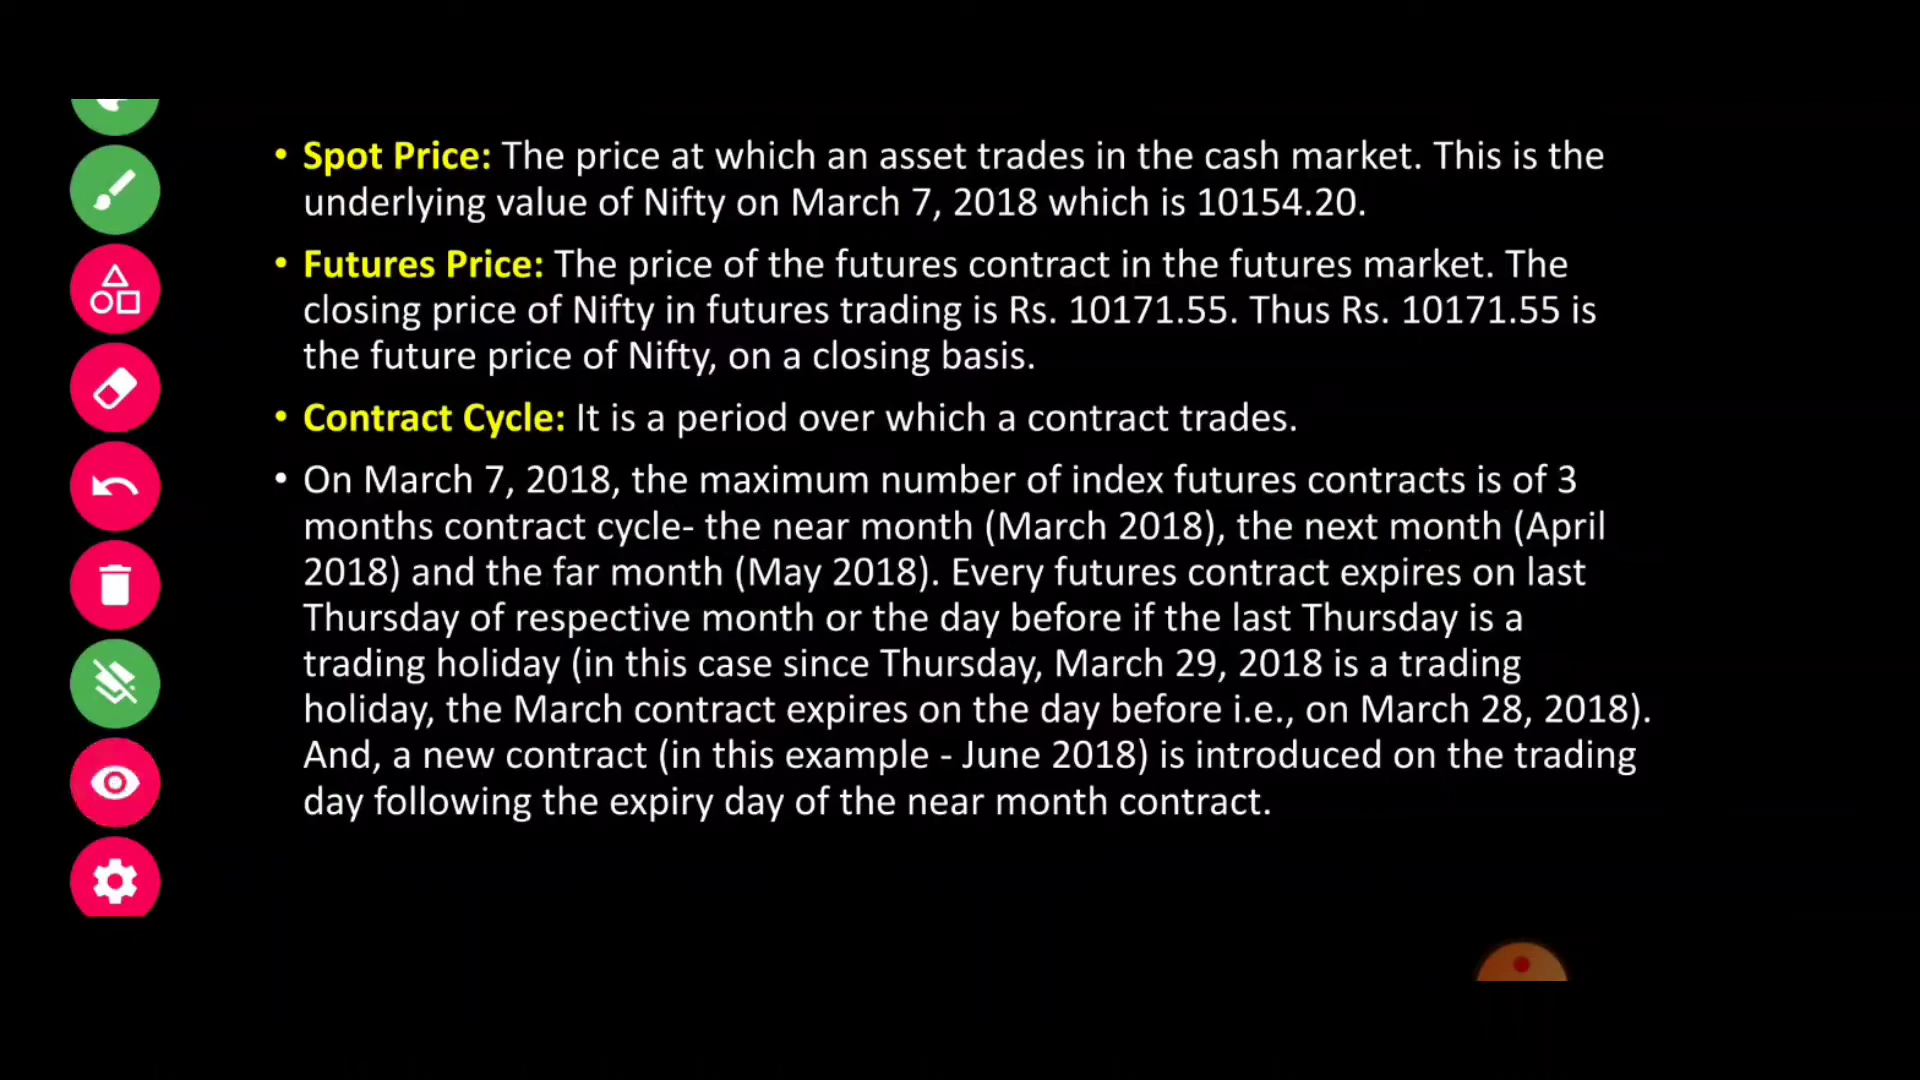 • Spot Price: The price at which an asset trades in the cash market. This is the
underlying value of Nifty on March 7, 2018 which is 10154.20.
• Futures Price: The price of the futures contract in the futures market. The
closing price of Nifty in futures trading is Rs. 10171.55. Thus Rs. 10171.55 is
the future price of Nifty, on a closing basis.
• Contract Cycle: It is a period over which a contract trades.
• On March 7, 2018, the maximum number of index futures contracts is of 3
months contract cycle- the near month (March 2018), the next month (April
2018) and the far month (May 2018). Every futures contract expires on last
Thursday of respective month or the day before if the last Thursday is a
trading holiday (in this case since Thursday, March 29, 2018 is a trading
holiday, the March contract expires on the day before i.e., on March 28, 2018).
And, a new contract (in this example - June 2018) is introduced on the trading
day following the expiry day of the near month contract.